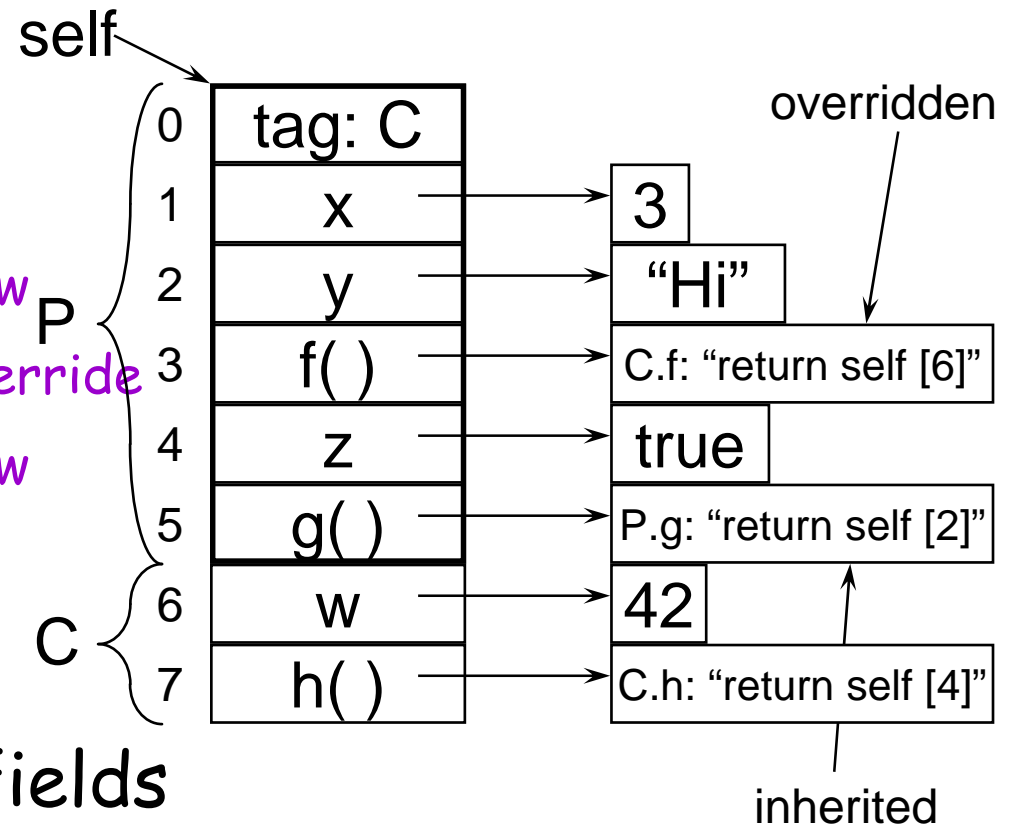 self
overridden
0 tag: C
1 x 3
2 y “Hi”
P
3 f( ) C.f: “return self [6]”
4 z true
5 g( ) P.g: “return self [2]”
6 w 42
C
7 h( ) C.h: “return self [4]”
fields
inherited